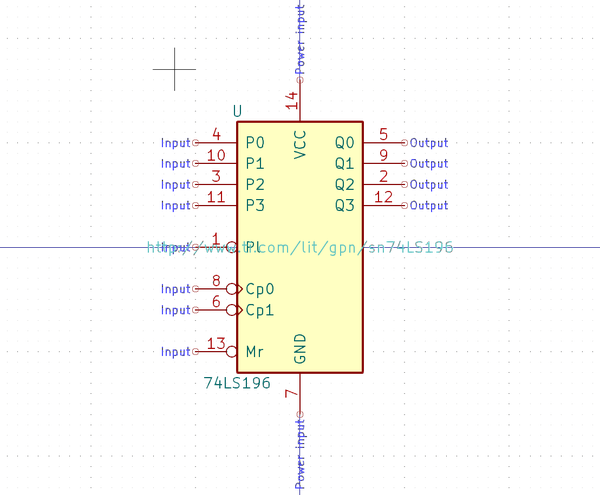 Power input
14
U
VCC
Input 4 P0 Q0 5 Output
Input 10 P1 Q1 9 Output
Input 3 P2 Q2 2 Output
Input 11 P3 Q3 12 Output
Input 1 PL
http://www.ti.com/lit/gpn/sn74LS196
Input 8 Cp0
Input 6 Cp1
Input 13 Mr
GND
74LS196
7
Power input